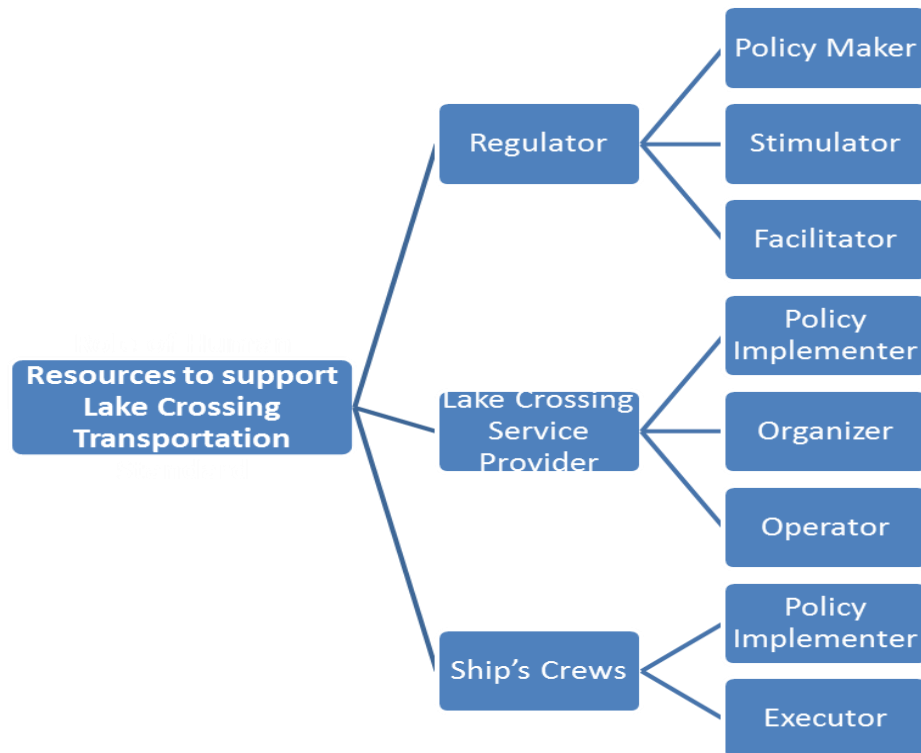 Policy Maker
Regulator
Stimulator
Facilitator
Resources to support
Lake Crossing
Transportation
Lake Crossing
Service
Provider
Policy
Implementer
Organizer
Operator
Ship's Crews
Policy
Implementer
Executor